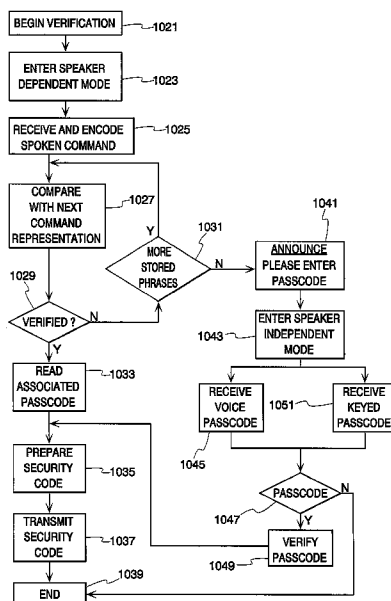 BEGIN VERIFICATION
1021
ENTER SPEAKER
DEPENDENT MODE
1023
RECEIVE AND ENCODE
SPOKEN COMMAND
1025
COMPARE
WITH NEXT
COMMAND
REPRESENTATION
1027
1029
VERIFIED ?
N
Y
Y
1031
MORE
STORED
PHRASES
N
READ
ASSOCIATED
PASSCODE
1033
PREPARE
SECURITY
CODE
1035
TRANSMIT
SECURITY
CODE
1037
END
1039
1041
ANNOUNCE
PLEASE ENTER
PASSCODE
ENTER SPEAKER
INDEPENDENT
MODE
1043
RECEIVE
VOICE
PASSCODE
1045
1051
RECEIVE
KEYED
PASSCODE
PASSCODE
N
1047
Y
VERIFY
PASSCODE
1049